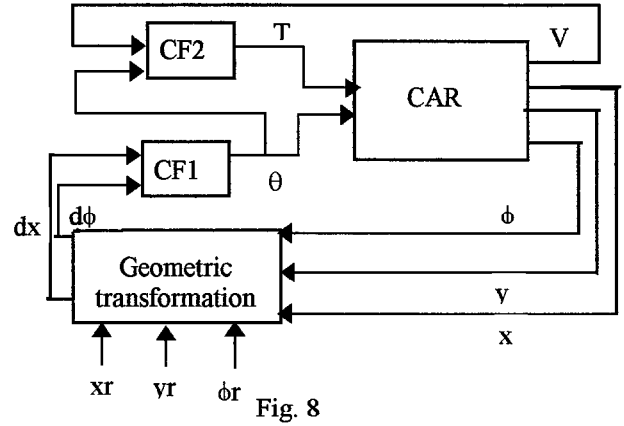 T
V
CF2
CAR
CF1
θ
dx
dϕ
ϕ
Geometric
transformation
y
x
xr
yr
ϕr
Fig. 8